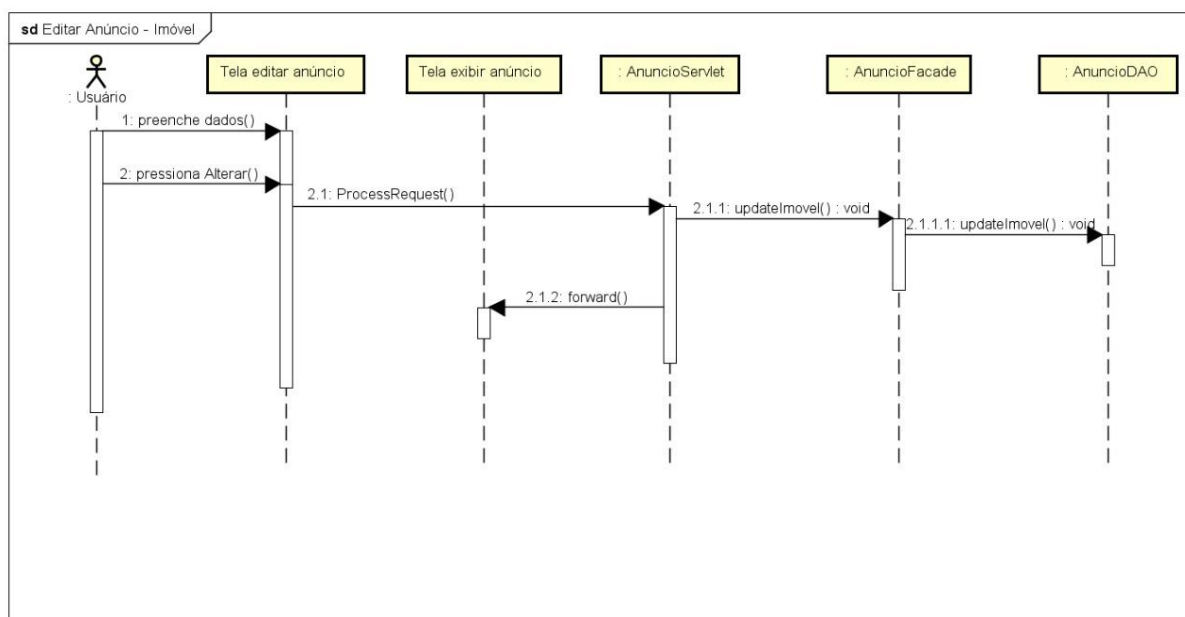 sd Editar Anúncio - Imóvel
: Usuário
Tela editar anúncio
Tela exibir anúncio
: AnuncioServlet
: AnuncioFacade
: AnuncioDAO
1: preenche dados()
2: pressiona Alterar()
2.1: ProcessRequest()
2.1.1: updateImovel() : void
2.1.1.1: updateImovel() : void
2.1.2: forward()